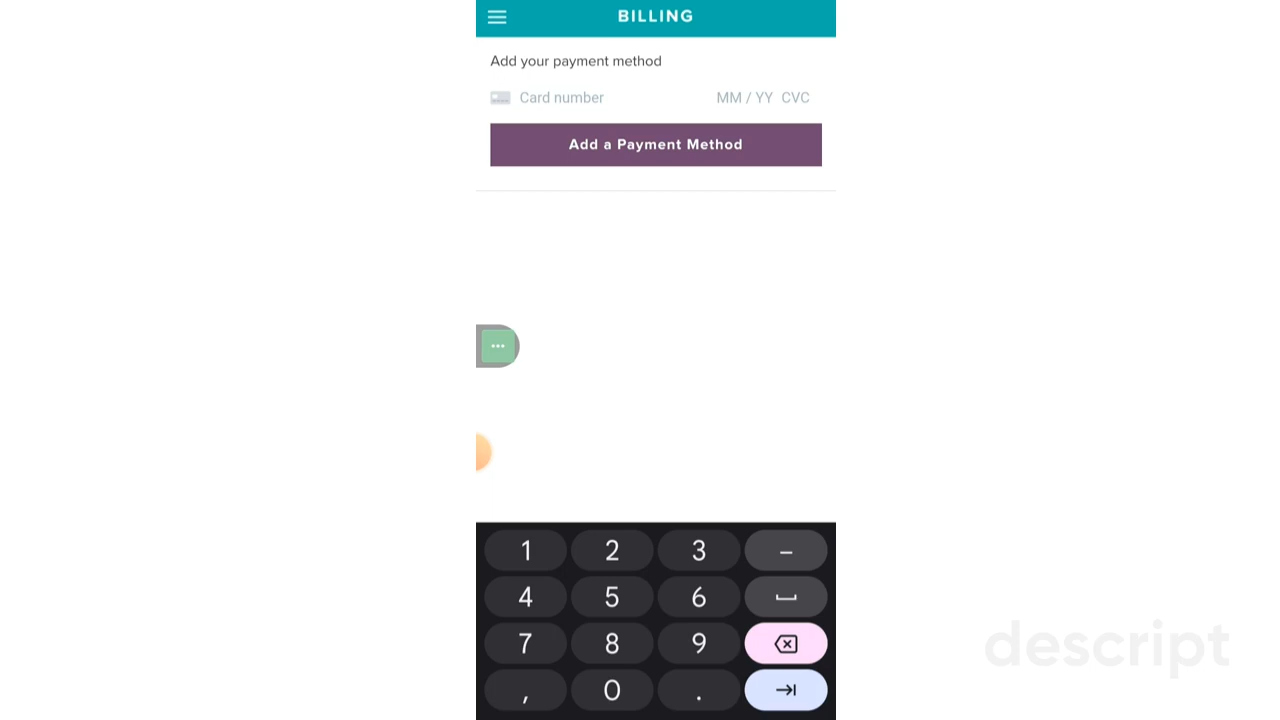 BILLING
Add your payment method
Card number MM / YY CVC
Add a Payment Method
1 2 3 –
4 5 6
7 8 9
, 0 .
descript